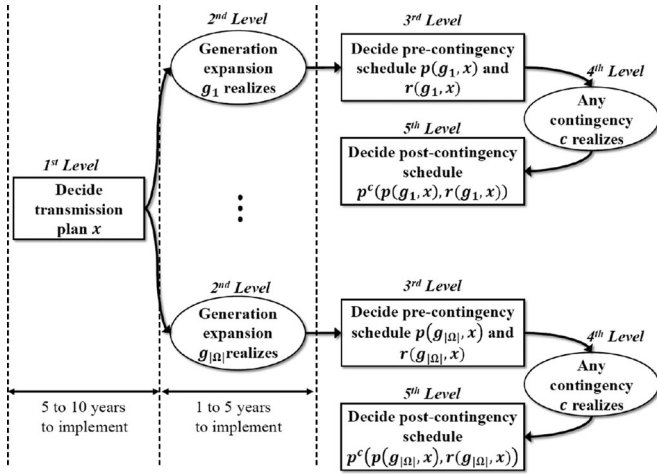 1st Level
Decide
transmission
plan x
5 to 10 years
to implement
2nd Level
Generation
expansion
g1 realizes
⋮
2nd Level
Generation
expansion
g|Ω| realizes
1 to 5 years
to implement
3rd Level
Decide pre-contingency
schedule p(g1, x) and
r(g1, x)
4th Level
Any
contingency
c realizes
5th Level
Decide post-contingency
schedule
p^c(p(g1, x), r(g1, x))
3rd Level
Decide pre-contingency
schedule p(g|Ω|, x) and
r(g|Ω|, x)
4th Level
Any
contingency
c realizes
5th Level
Decide post-contingency
schedule
p^c(p(g|Ω|, x), r(g|Ω|, x))